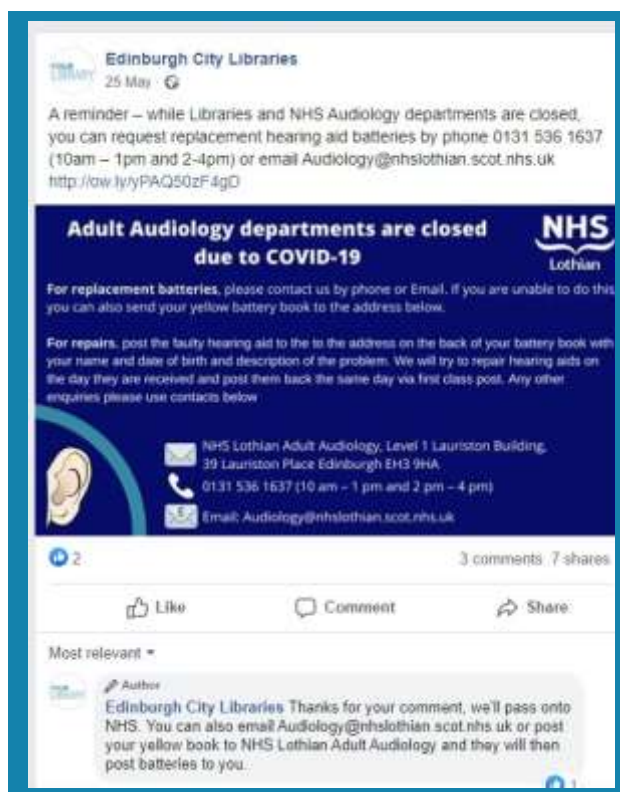 Edinburgh City Libraries
25 May
A reminder – while Libraries and NHS Audiology departments are closed,
you can request replacement hearing aid batteries by phone 0131 536 1637
(10am – 1pm and 2-4pm) or email Audiology@nhslothian.scot.nhs.uk
http://ow.ly/yPAQ50zF4gD
Adult Audiology departments are closed
due to COVID-19
NHS
Lothian
For replacement batteries, please contact us by phone or Email. If you are unable to do this
you can also send your yellow battery book to the address below.
For repairs, post the faulty hearing aid to the to the address on the back of your battery book with
your name and date of birth and description of the problem. We will try to repair hearing aids on
the day they are received and post them back the same day via first class post. Any other
enquiries please use contacts below
NHS Lothian Adult Audiology, Level 1 Lauriston Building,
39 Lauriston Place Edinburgh EH3 9HA
0131 536 1637 (10 am – 1 pm and 2 pm – 4 pm)
Email: Audiology@nhslothian.scot.nhs.uk
2
3 comments 7 shares
Like Comment Share
Most relevant
Author
Edinburgh City Libraries Thanks for your comment, we'll pass onto
NHS. You can also email Audiology@nhslothian.scot.nhs.uk or post
your yellow book to NHS Lothian Adult Audiology and they will then
post batteries to you.
1